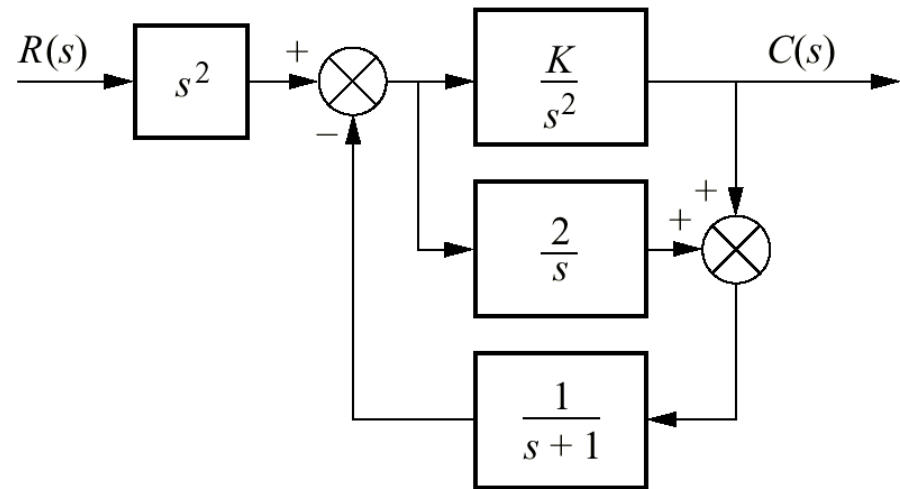 R(s)
s²
+
−
K
s²
C(s)
+
+
2
s
1
s + 1